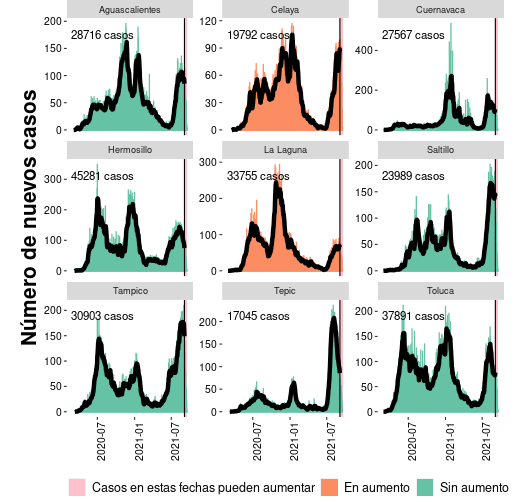 Aguascalientes
Celaya
Cuernavaca
28716 casos
19792 casos
27567 casos
200
150
100
50
0
120
90
60
30
0
400
200
0
Hermosillo
La Laguna
Saltillo
45281 casos
33755 casos
23989 casos
300
200
100
0
300
200
100
0
200
150
100
50
0
Tampico
Tepic
Toluca
30903 casos
17045 casos
37891 casos
200
150
100
50
0
200
150
100
50
0
200
150
100
50
0
2020-07
2021-01
2021-07
2020-07
2021-01
2021-07
2020-07
2021-01
2021-07
Número de nuevos casos
Casos en estas fechas pueden aumentar
En aumento
Sin aumento